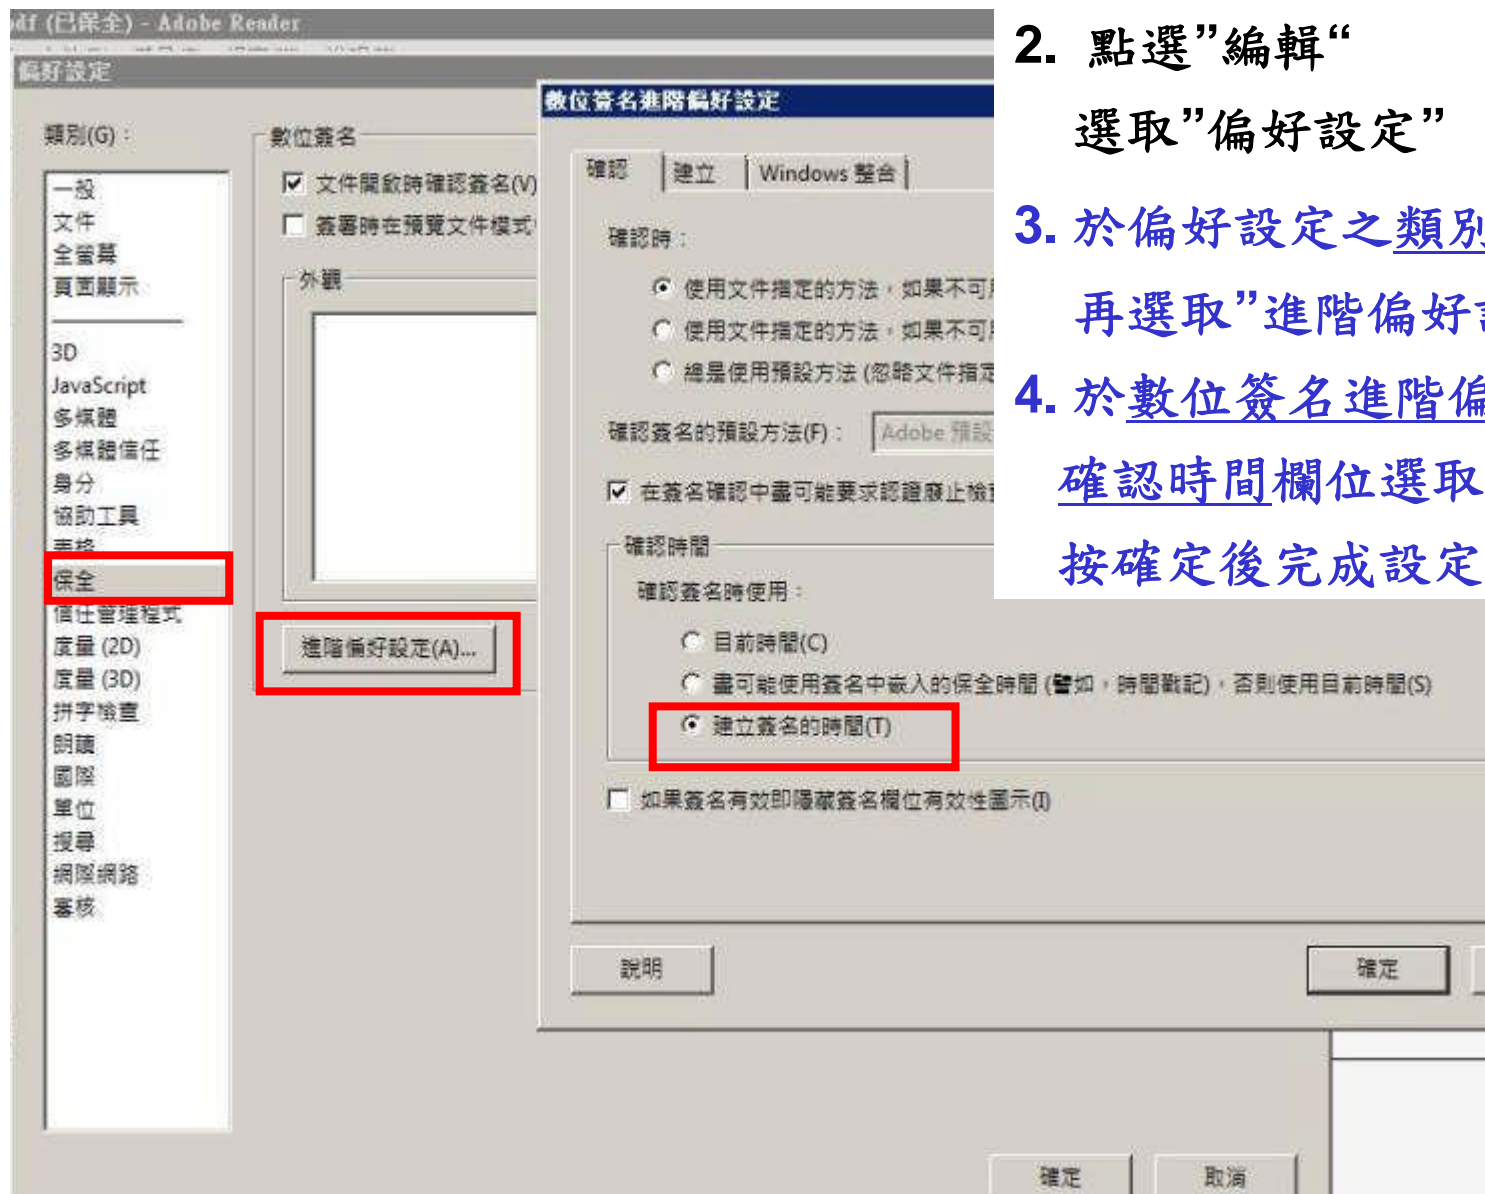 df (已保全) - Adobe Reader
偏好設定
類別(G)：
一般
文件
全螢幕
頁面顯示
3D
JavaScript
多媒體
多媒體信任
身分
協助工具
表格
保全
信任管理程式
度量 (2D)
度量 (3D)
拼字檢查
朗讀
國際
單位
搜尋
網際網路
審核
數位簽名
文件開啟時確認簽名(V)
簽署時在預覽文件模式
外觀
進階偏好設定(A)...
數位簽名進階偏好設定
確認
建立
Windows 整合
確認時：
使用文件指定的方法，如果不可
使用文件指定的方法，如果不可
總是使用預設方法 (忽略文件指定
確認簽名的預設方法(F)：
Adobe 預設
在簽名確認中盡可能要求認證廢止檢
確認時間
確認簽名時使用：
目前時間(C)
盡可能使用簽名中嵌入的保全時間 (譬如，時間戳記)，否則使用目前時間(S)
建立簽名的時間(T)
如果簽名有效即隱藏簽名欄位有效性圖示(I)
說明
確定
確定
取消
2. 點選”編輯“
選取”偏好設定”
3. 於偏好設定之類別
再選取”進階偏好
4. 於數位簽名進階偏
確認時間欄位選取
按確定後完成設定